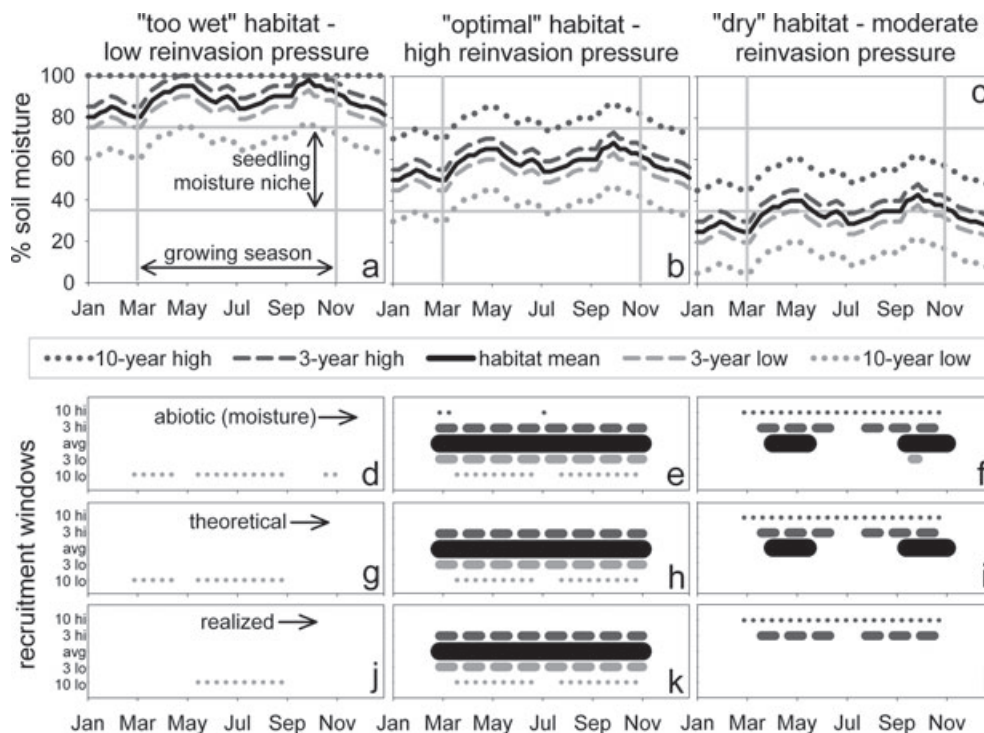 "too wet" habitat -
low reinvasion pressure
"optimal" habitat -
high reinvasion pressure
"dry" habitat - moderate
reinvasion pressure
% soil moisture
100
80
60
40
20
0
seedling
moisture niche
growing season
a
b
c
Jan Mar May Jul Sep Nov Jan Mar May Jul Sep Nov Jan Mar May Jul Sep Nov
10-year high 3-year high habitat mean 3-year low 10-year low
recruitment windows
10 hi
3 hi
avg
3 lo
10 lo
abiotic (moisture)
d
e
f
10 hi
3 hi
avg
3 lo
10 lo
theoretical
g
h
i
10 hi
3 hi
avg
3 lo
10 lo
realized
j
k
Jan Mar May Jul Sep Nov Jan Mar May Jul Sep Nov Jan Mar May Jul Sep Nov